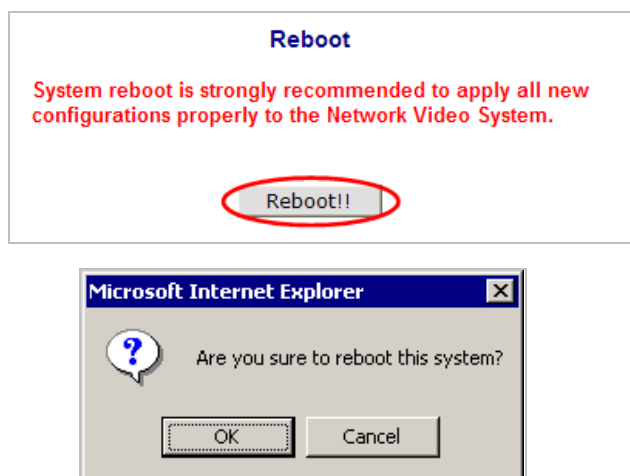 Reboot
System reboot is strongly recommended to apply all new
configurations properly to the Network Video System.
Reboot!!
Microsoft Internet Explorer
Are you sure to reboot this system?
OK
Cancel